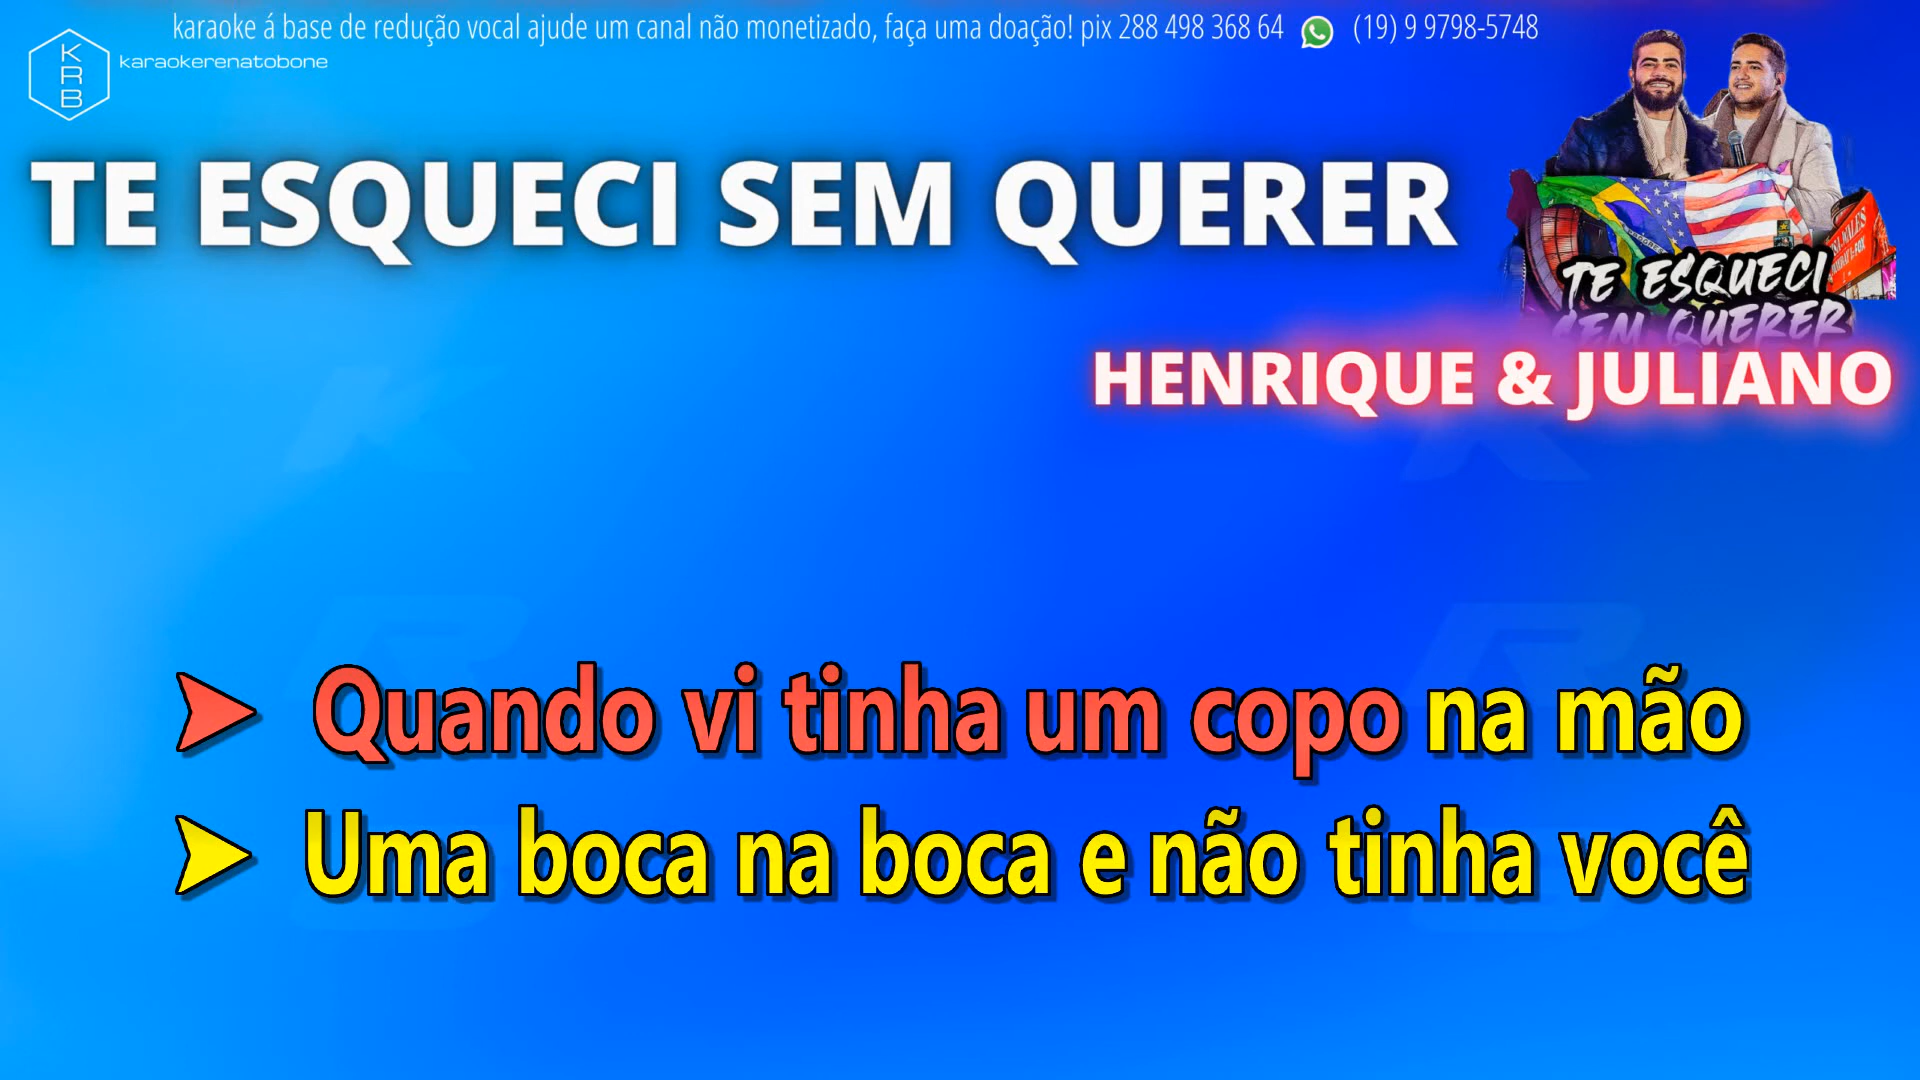 karaoke á base de redução vocal ajude um canal não monetizado, faça uma doação! pix 288 498 368 64 (19) 9 9798-5748
K
R
B
karaokerenatobone
TE ESQUECI SEM QUERER
TE ESQUECI
SEM QUERER
HENRIQUE & JULIANO
➤ Quando vi tinha um copo na mão
➤ Uma boca na boca e não tinha você